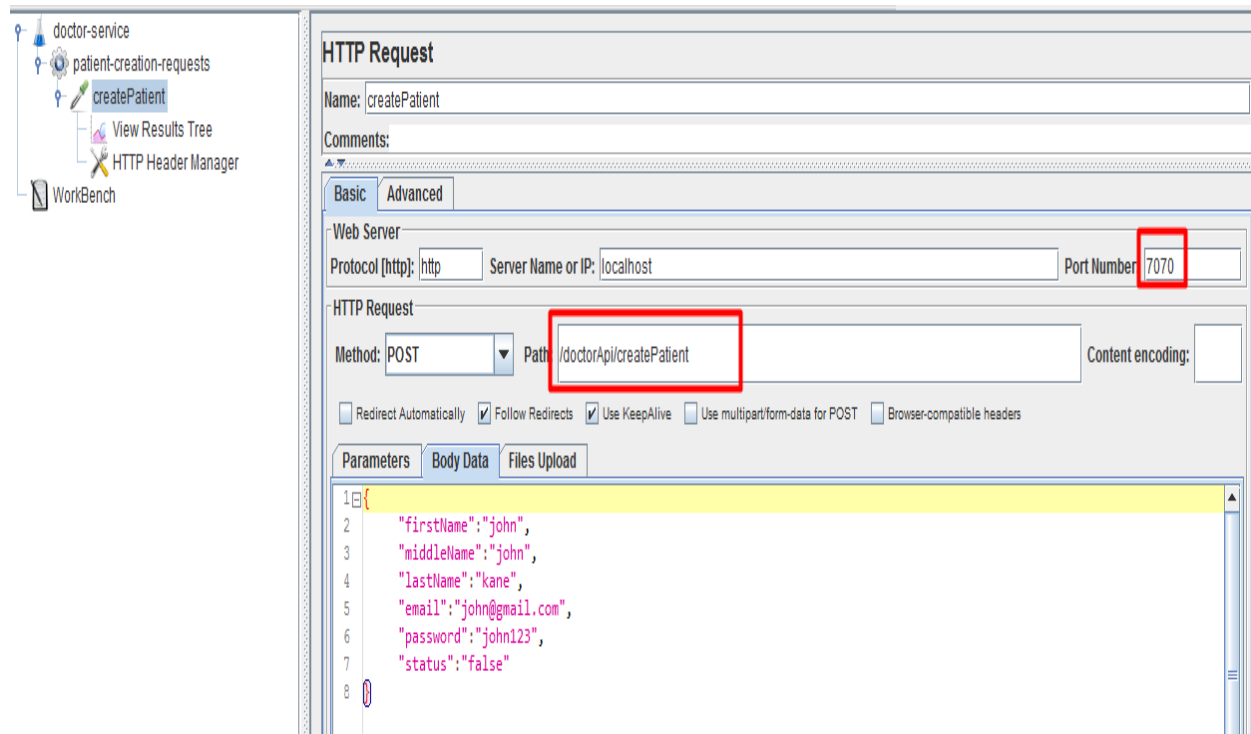 doctor-service
patient-creation-requests
createPatient
View Results Tree
HTTP Header Manager
WorkBench
HTTP Request
Name: createPatient
Comments:
Basic Advanced
Web Server
Protocol [http]: http Server Name or IP: localhost Port Number: 7070
HTTP Request
Method: POST Path: /doctorApi/createPatient Content encoding:
Redirect Automatically Follow Redirects Use KeepAlive Use multipart/form-data for POST Browser-compatible headers
Parameters Body Data Files Upload
1 {
2 "firstName":"john",
3 "middleName":"john",
4 "lastName":"kane",
5 "email":"john@gmail.com",
6 "password":"john123",
7 "status":"false"
8 }